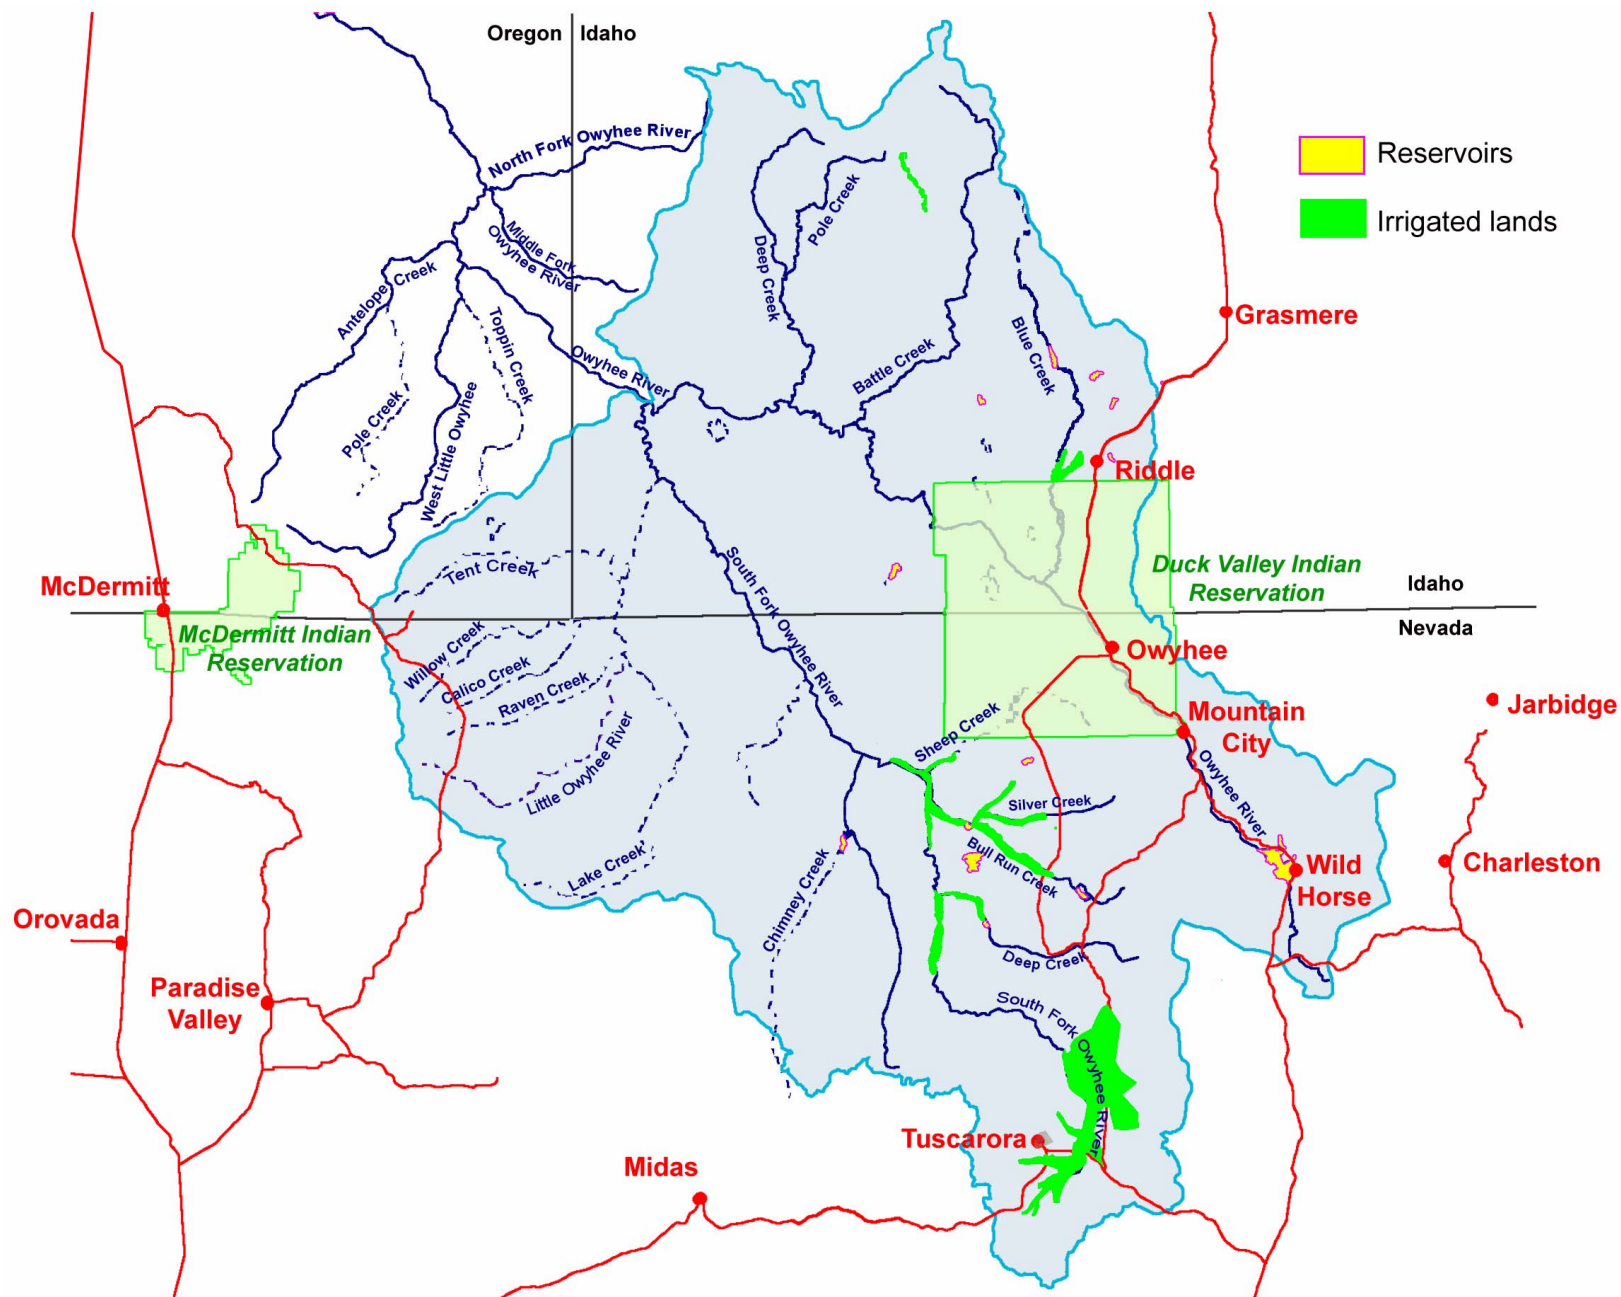 Oregon
Idaho
North Fork Owyhee River
Reservoirs
Irrigated lands
Middle Fork
Owyhee River
Pole Creek
Deep Creek
Antelope Creek
Toppin Creek
Owyhee River
Battle Creek
Blue Creek
Grasmere
Pole Creek
West Little Owyhee
Riddle
Tent Creek
South Fork Owyhee River
Duck Valley Indian
Reservation
Idaho
Nevada
McDermitt
McDermitt Indian
Reservation
Willow Creek
Calico Creek
Raven Creek
Owyhee
Little Owyhee River
Sheep Creek
Mountain
City
Jarbidge
Owyhee River
Silver Creek
Bull Run Creek
Lake Creek
Chimney Creek
Wild
Horse
Charleston
Orovada
Deep Creek
Paradise
Valley
South Fork Owyhee River
Tuscarora
Midas